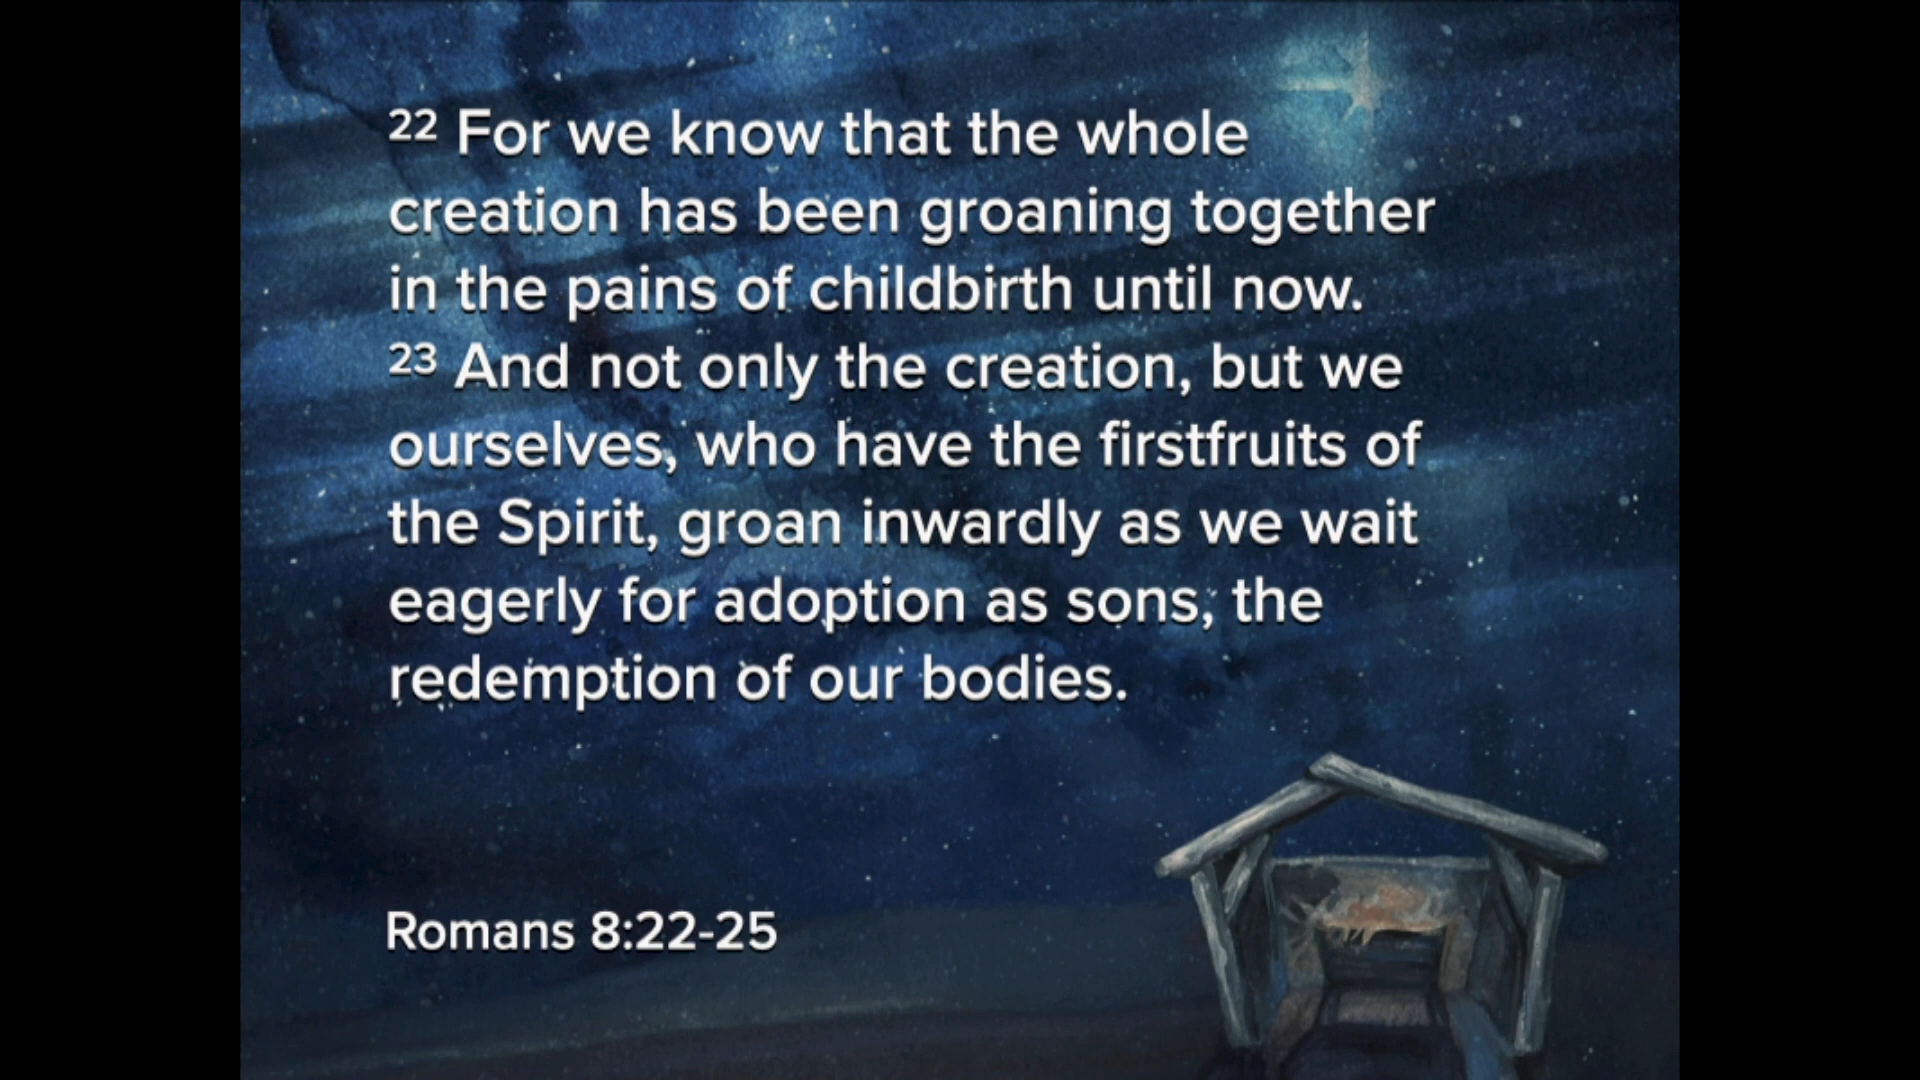 22 For we know that the whole
creation has been groaning together
in the pains of childbirth until now.
23 And not only the creation, but we
ourselves, who have the firstfruits of
the Spirit, groan inwardly as we wait
eagerly for adoption as sons, the
redemption of our bodies.
Romans 8:22-25